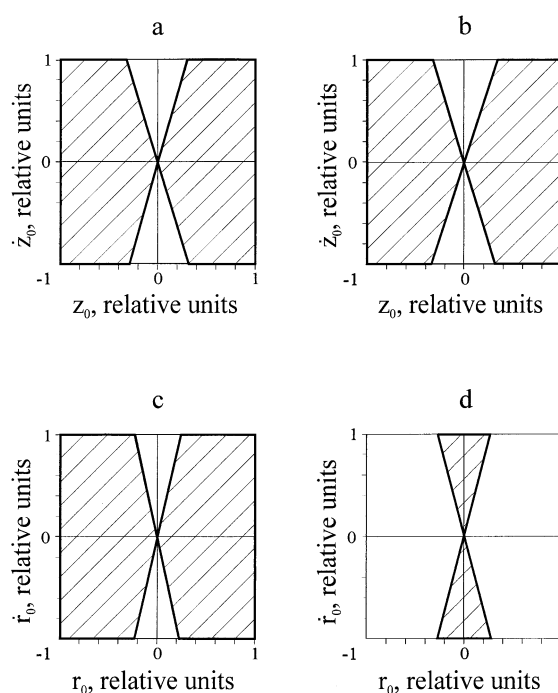 a
b
1
0
-1
0
1
ż₀, relative units
z₀, relative units
1
0
-1
0
ż₀, relative units
z₀, relative units
c
d
1
0
-1
0
1
ṙ₀, relative units
r₀, relative units
1
0
-1
0
ṙ₀, relative units
r₀, relative units